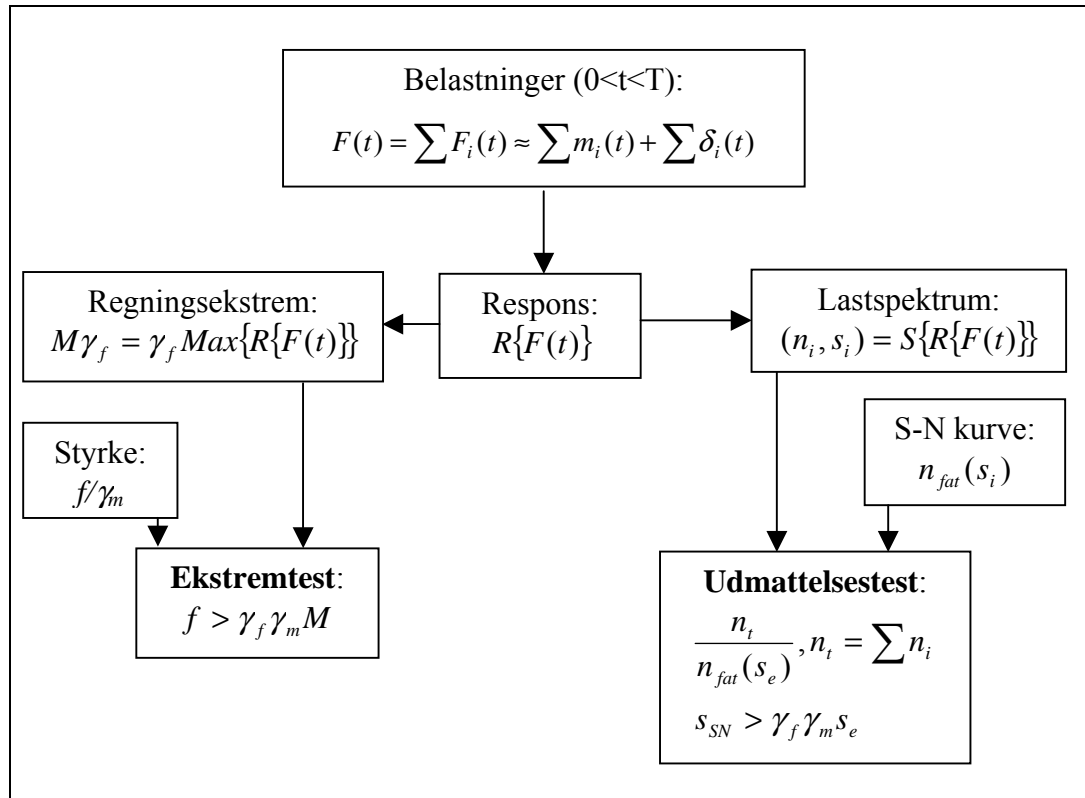 Belastninger (0<t<T):
F(t) = ∑ F_i(t) ≈ ∑ m_i(t) + ∑ δ_i(t)
Regningsekstrem:
Mγ_f = γ_f Max{R{F(t)}}
Respons:
R{F(t)}
Lastspektrum:
(n_i, s_i) = S{R{F(t)}}
Styrke:
f/γ_m
S-N kurve:
n_fat(s_i)
Ekstremtest:
f > γ_f γ_m M
Udmattelsestest:
n_t / n_fat(s_e), n_t = ∑ n_i
s_SN > γ_f γ_m s_e